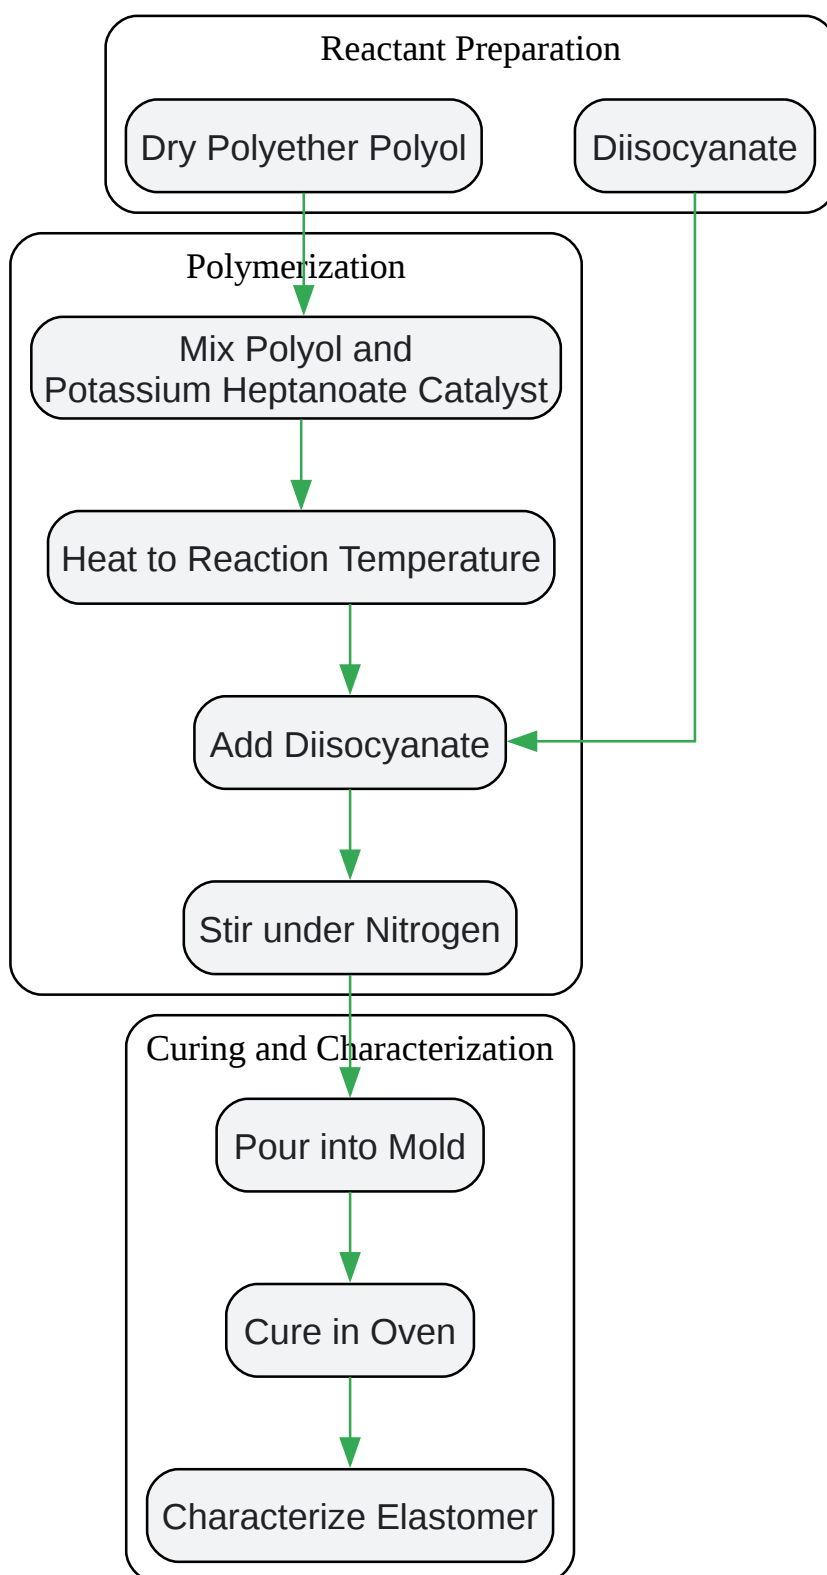 Reactant Preparation
Dry Polyether Polyol
Diisocyanate
Polymerization
Mix Polyol and
Potassium Heptanoate Catalyst
Heat to Reaction Temperature
Add Diisocyanate
Stir under Nitrogen
Curing and Characterization
Pour into Mold
Cure in Oven
Characterize Elastomer